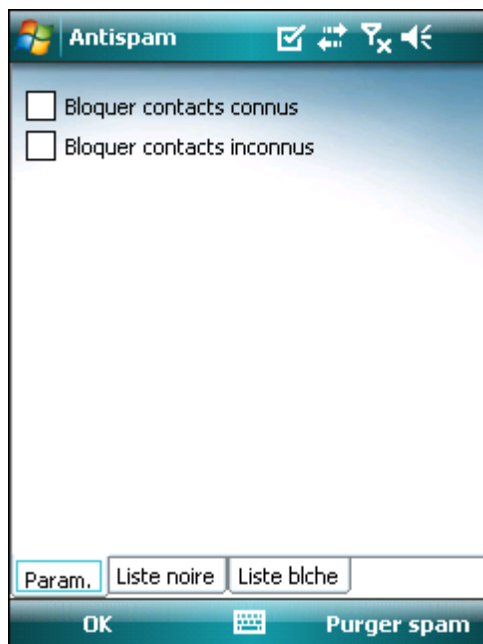 Antispam
Bloquer contacts connus
Bloquer contacts inconnus
Param. Liste noire Liste blche
OK Purger spam